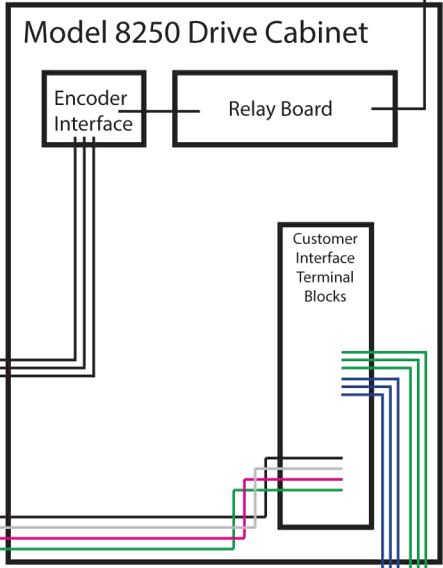 Model 8250 Drive Cabinet
Encoder
Interface
Relay Board
Customer
Interface
Terminal
Blocks